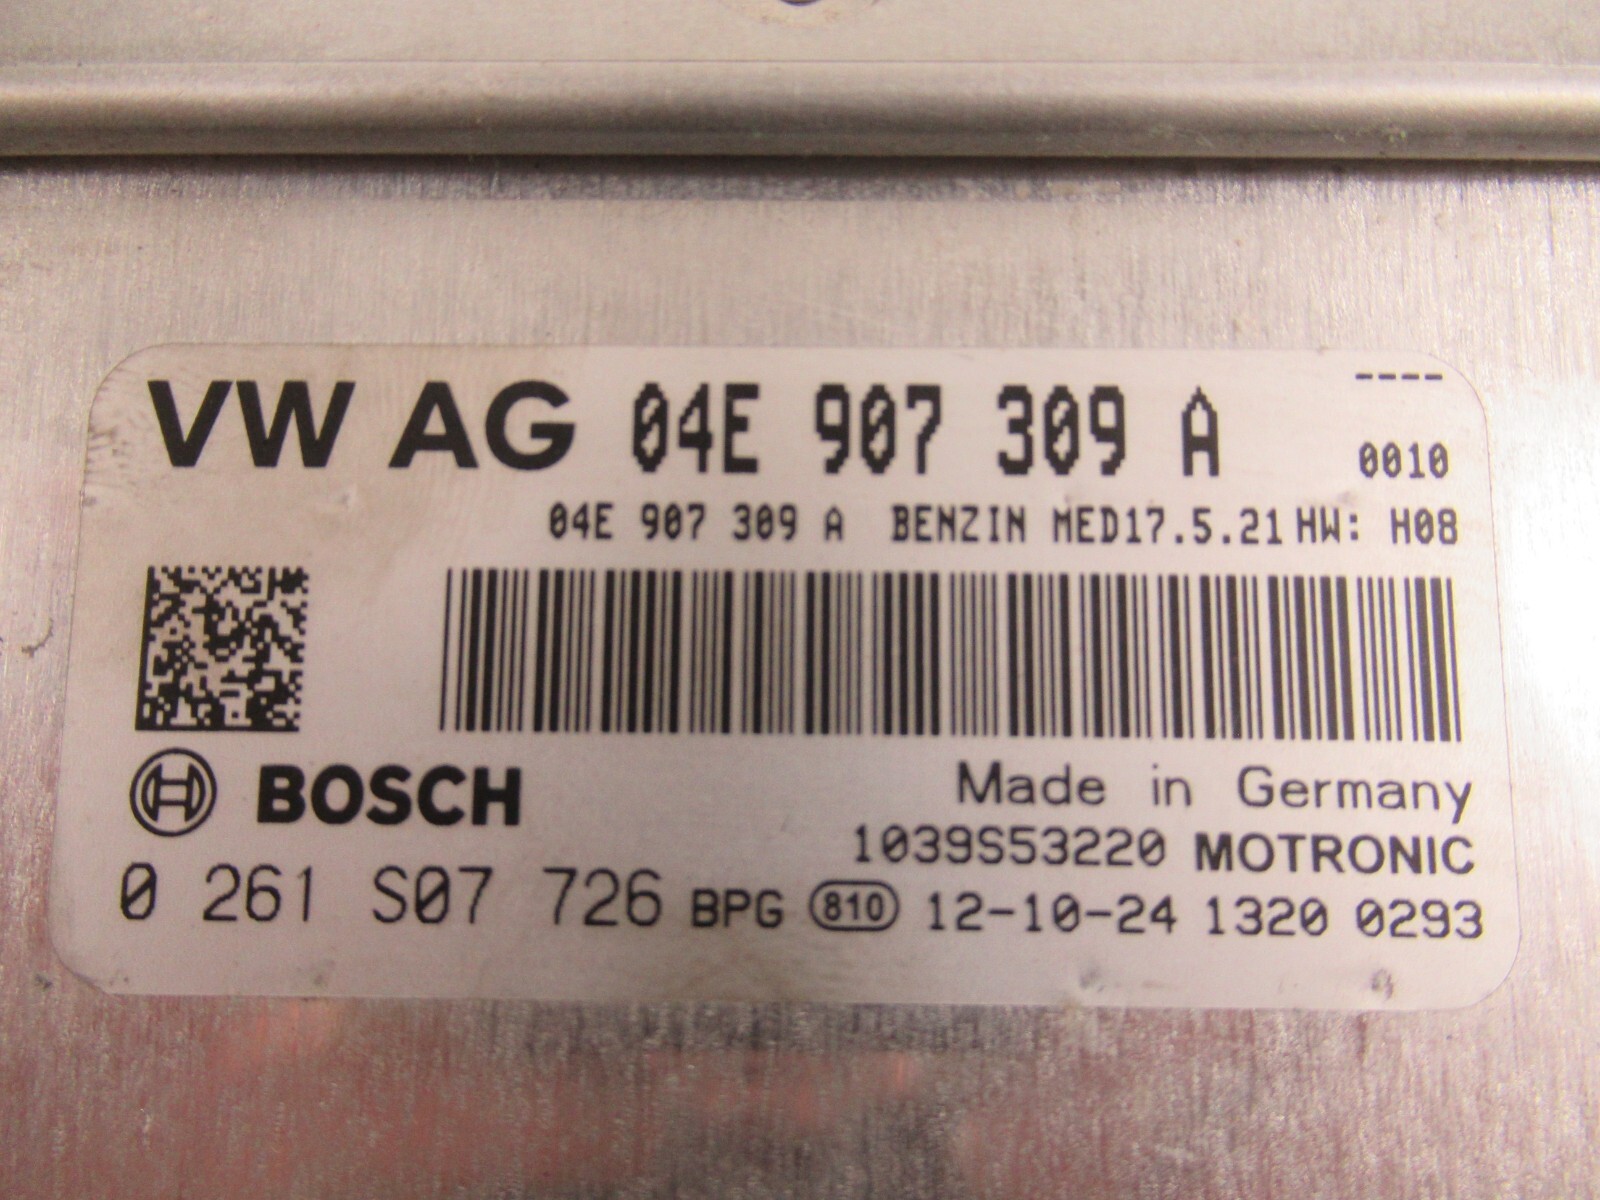 VW AG 04E 907 309 A ----
0010
04E 907 309 A BENZIN MED17.5.21 HW: H08
BOSCH
Made in Germany
1039S53220 MOTRONIC
0 261 S07 726 BPG 810 12-10-24 1320 0293